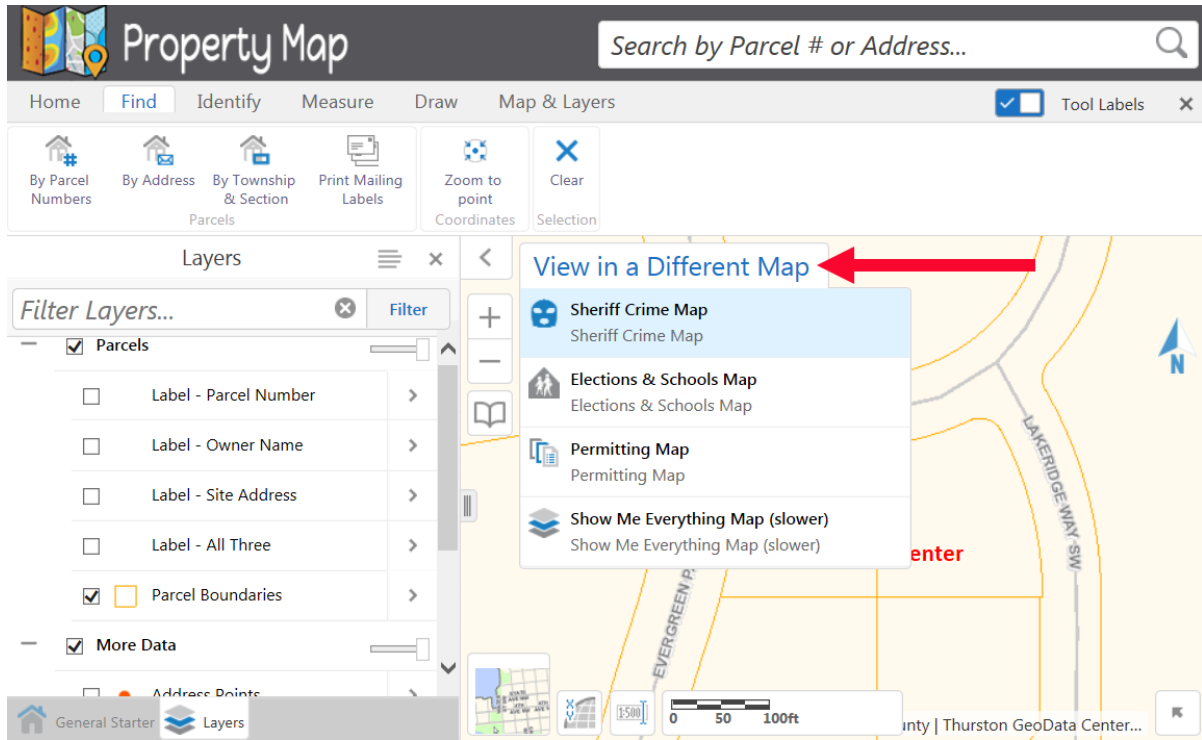 Property Map
Search by Parcel # or Address...
Home Find Identify Measure Draw Map & Layers Tool Labels
By Parcel
Numbers
By Address
By Township
& Section
Print Mailing
Labels
Parcels
Zoom to
point
Coordinates
Clear
Selection
Layers
Filter Layers... Filter
Parcels
Label - Parcel Number
Label - Owner Name
Label - Site Address
Label - All Three
Parcel Boundaries
More Data
Address Points
General Starter Layers
View in a Different Map
Sheriff Crime Map
Sheriff Crime Map
Elections & Schools Map
Elections & Schools Map
Permitting Map
Permitting Map
Show Me Everything Map (slower)
Show Me Everything Map (slower)
N
LAKERIDGE WAY SW
enter
EVERGREEN P
X,Y
1:500
0 50 100ft
unty | Thurston GeoData Center...